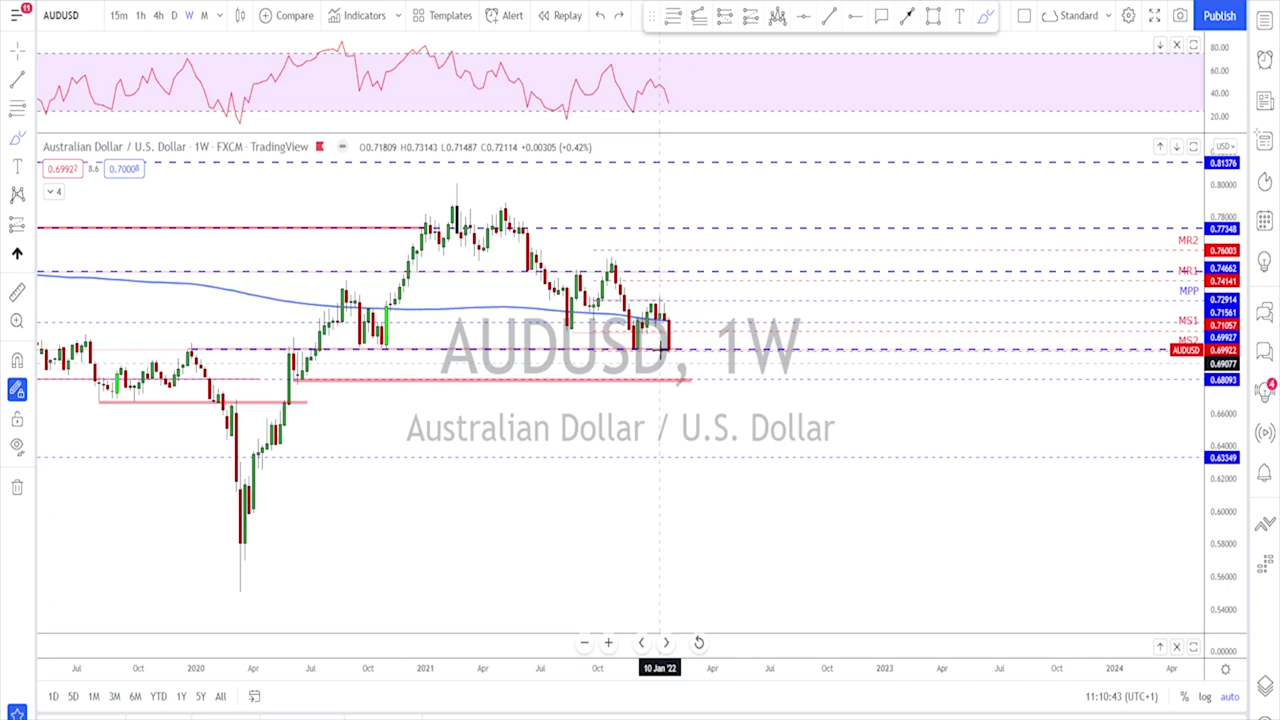 11
AUDUSD 15m 1h 4h D W M Compare Indicators Templates Alert Replay Standard Publish
80.00
60.00
40.00
20.00
Australian Dollar / U.S. Dollar · 1W · FXCM · TradingView O0.71809 H0.73143 L0.71487 C0.72114 +0.00305 (+0.42%)
USD
0.69922 8.6 0.70008
4
0.81376
0.80000
0.78000
0.77348
MR2
0.76003
0.74662
MR1
0.74141
MPP
0.72914
0.71561
MS1
0.71057
0.69927
MS2
AUDUSD 0.69922
0.69077
0.68093
AUDUSD, 1W
Australian Dollar / U.S. Dollar
4
0.66000
0.64000
0.63349
0.62000
0.60000
0.58000
0.56000
0.54000
0.00000
Jul Oct 2020 Apr Jul Oct 2021 Apr Jul Oct 10 Jan '22 Apr Jul Oct 2023 Apr Jul Oct 2024 Apr
1D 5D 1M 3M 6M YTD 1Y 5Y All 11:10:43 (UTC+1) % log auto